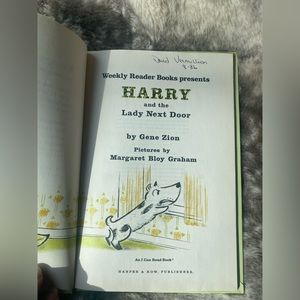 Weekly Reader Books presents
HARRY
and the
Lady Next Door
by Gene Zion
Pictures by
Margaret Bloy Graham
An I Can Read Book®
HARPER & ROW, PUBLISHERS